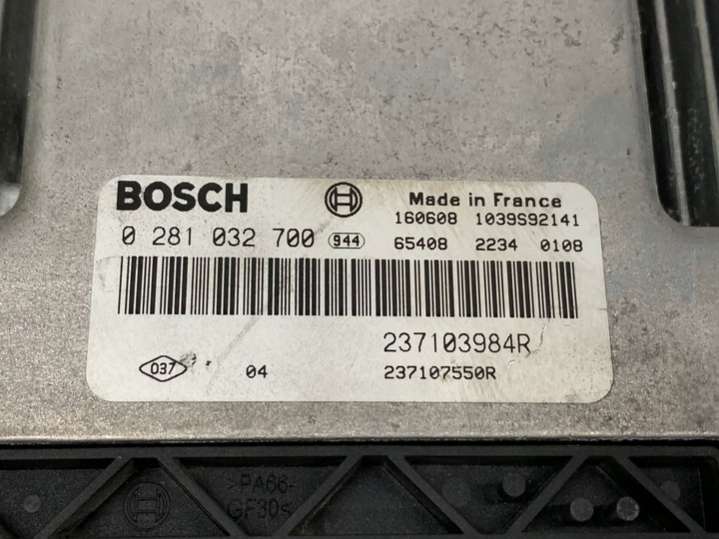 BOSCH
Made in France
160608 1039S92141
0 281 032 700 944 65408 2234 0108
237103984R
037 04 237107550R
>PA66-
GF30<